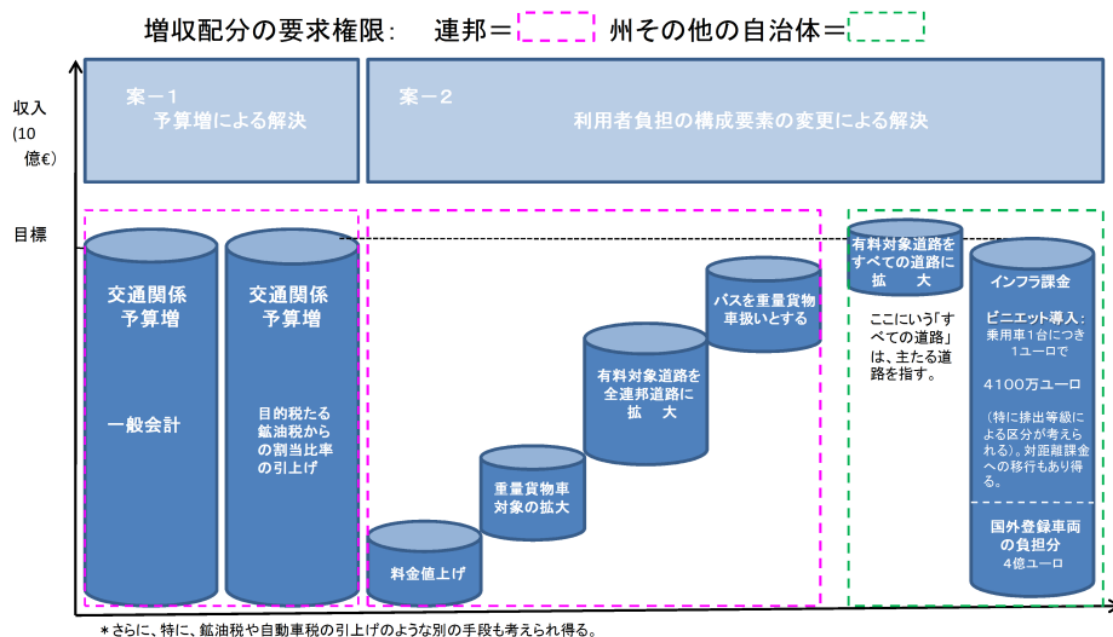 増収配分の要求権限： 連邦＝ 州その他の自治体＝
収入
(10
億€)
案－１
予算増による解決
案－２
利用者負担の構成要素の変更による解決
目標
交通関係
予算増
一般会計
交通関係
予算増
目的税たる
鉱油税から
の割当比率
の引上げ
料金値上げ
重量貨物車
対象の拡大
有料対象道路を
全連邦道路に
拡 大
バスを重量貨物
車扱いとする
有料対象道路を
すべての道路に
拡 大
ここにいう「す
べての道路」
は、主たる道
路を指す。
インフラ課金
ビニエット導入：
乗用車１台につき
１ユーロで
４１００万ユーロ
（特に排出等級に
よる区分が考えら
れる）。対距離課金
への移行もあり得
る。
国外登録車両
の負担分
４億ユーロ
＊さらに、特に、鉱油税や自動車税の引上げのような別の手段も考えられ得る。